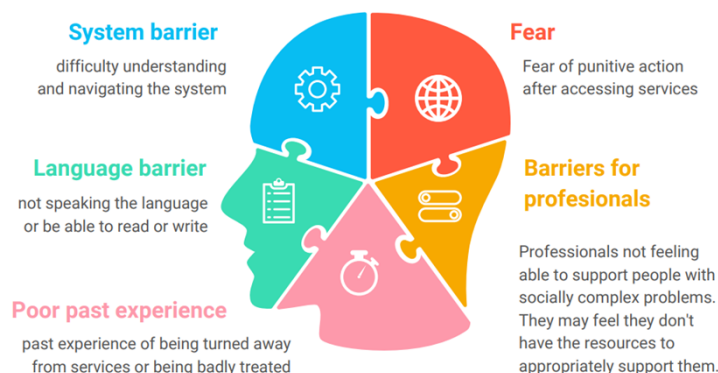 System barrier
difficulty understanding
and navigating the system
Fear
Fear of punitive action
after accessing services
Language barrier
not speaking the language
or be able to read or write
Barriers for
profesionals
Professionals not feeling
able to support people with
socially complex problems.
They may feel they don't
have the resources to
appropriately support them.
Poor past experience
past experience of being turned away
from services or being badly treated